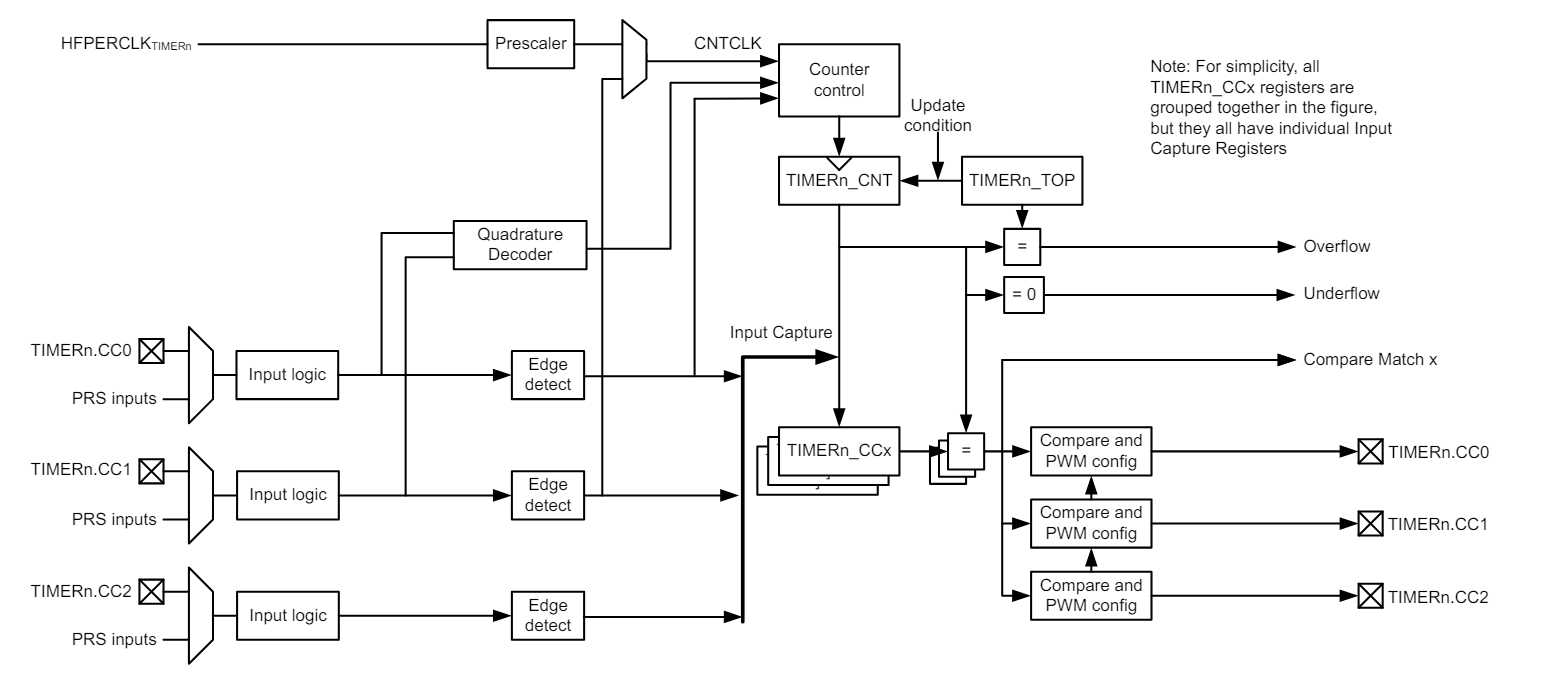 HFPERCLKTIMERn
Prescaler
CNTCLK
Counter
control
Note: For simplicity, all
TIMERn_CCx registers are
grouped together in the figure,
but they all have individual Input
Capture Registers
Update
condition
TIMERn_CNT
TIMERn_TOP
Quadrature
Decoder
=
Overflow
= 0
Underflow
Input Capture
TIMERn.CC0
PRS inputs
Input logic
Edge
detect
Compare Match x
TIMERn_CCx
=
Compare and
PWM config
TIMERn.CC0
TIMERn.CC1
PRS inputs
Input logic
Edge
detect
Compare and
PWM config
TIMERn.CC1
TIMERn.CC2
PRS inputs
Input logic
Edge
detect
Compare and
PWM config
TIMERn.CC2